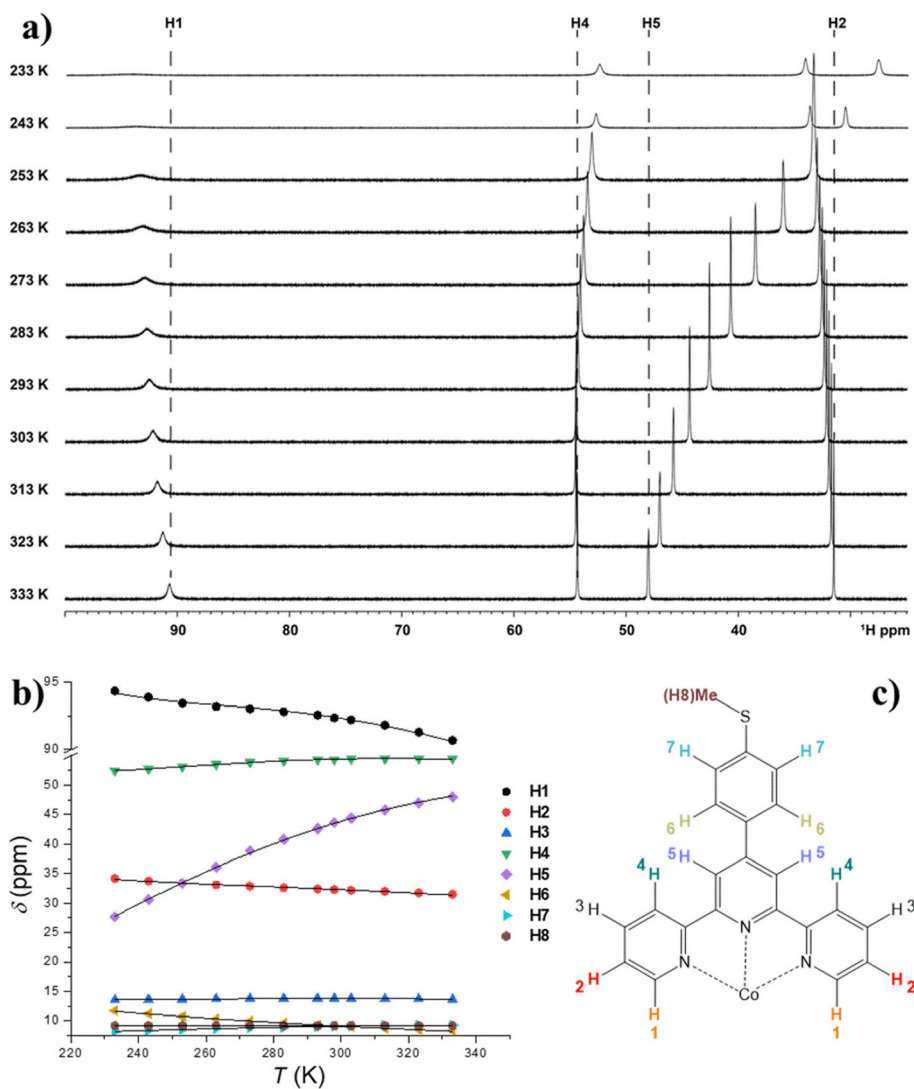 a)
H1 H4 H5 H2
233 K
243 K
253 K
263 K
273 K
283 K
293 K
303 K
313 K
323 K
333 K
90 80 70 60 50 40 ¹H ppm
b)
95
90
50
45
40
35
30
25
20
15
10
δ (ppm)
220 240 260 280 300 320 340
T (K)
H1
H2
H3
H4
H5
H6
H7
H8
c)
(H8)Me
S
7 H H 7
6 H H 6
5 H H 5
4 H H 4
3 H H 3
N
N N
2 H H 2
Co
H H
1 1